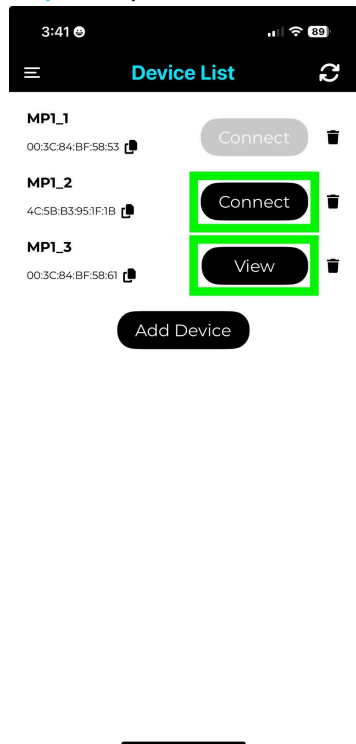 3:41
89
Device List
MP1_1
00:3C:84:BF:58:53
Connect
MP1_2
4C:5B:B3:95:1F:1B
Connect
MP1_3
00:3C:84:BF:58:61
View
Add Device